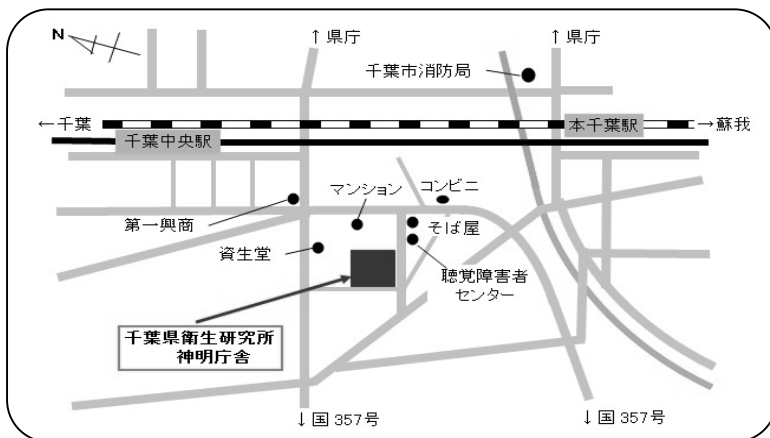 N
↑県庁
↑県庁
千葉市消防局
←千葉
本千葉駅
→蘇我
千葉中央駅
マンション
コンビニ
第一興商
そば屋
資生堂
聴覚障害者
センター
千葉県衛生研究所
神明庁舎
↓国357号
↓国357号